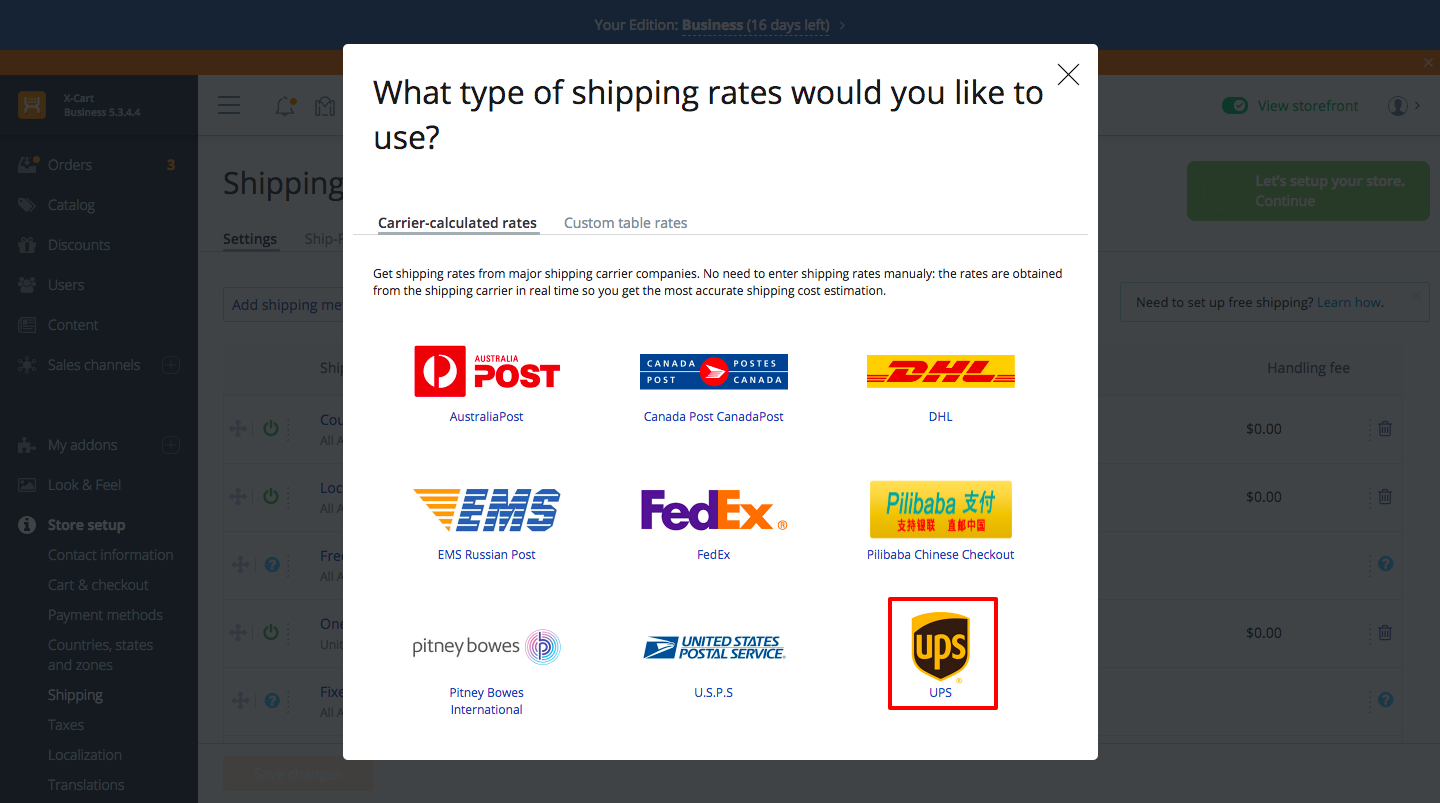 Your Edition: Business (16 days left)
X-Cart
Business 5.3.4.4
View storefront
Orders 3
Catalog
Discounts
Users
Content
Sales channels
My addons
Look & Feel
Store setup
Contact information
Cart & checkout
Payment methods
Countries, states
and zones
Shipping
Taxes
Localization
Translations
Shipping
Let's setup your store.
Continue
Settings
Need to set up free shipping? Learn how.
Handling fee
All A
$0.00
All A
$0.00
All A
$0.00
All A
What type of shipping rates would you like to
use?
Carrier-calculated rates Custom table rates
Get shipping rates from major shipping carrier companies. No need to enter shipping rates manualy: the rates are obtained
from the shipping carrier in real time so you get the most accurate shipping cost estimation.
AUSTRALIA
POST
AustraliaPost
CANADA POSTES
POST CANADA
Canada Post CanadaPost
DHL
DHL
EMS
EMS Russian Post
FedEx ®
FedEx
Pilibaba 支付
支持银联 直邮中国
Pilibaba Chinese Checkout
pitney bowes
Pitney Bowes
International
UNITED STATES
POSTAL SERVICE®
U.S.P.S
ups
UPS